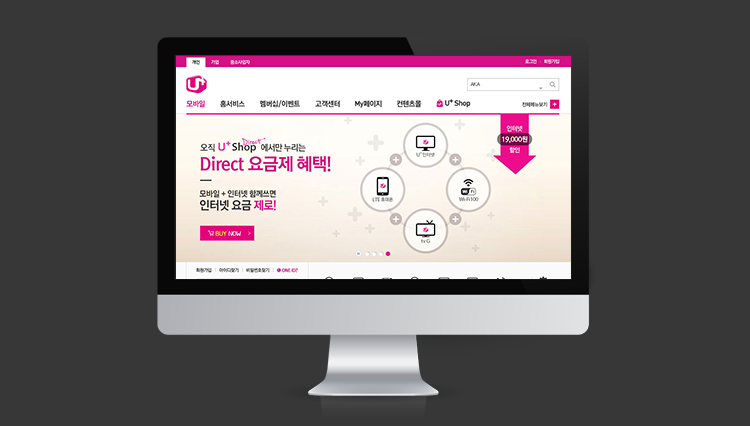 개인 기업 중소사업자 로그인 회원가입
U+
AKA
모바일 홈서비스 멤버십/이벤트 고객센터 My페이지 컨텐츠몰 U+ Shop 전체메뉴보기
오직 U+Shop Direct 에서만 누리는
Direct 요금제 혜택!
모바일 + 인터넷 함께쓰면
인터넷 요금 제로!
BUY NOW
U+ 인터넷
LTE 휴대폰
Wi Fi
Wi-Fi100
tv G
인터넷
19,000원
할인
회원가입 아이디찾기 비밀번호찾기 ONE ID?